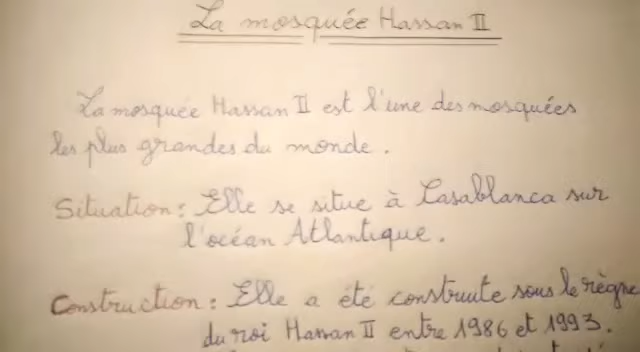 La mosquée Hassan II
La mosquée Hassan II est l'une des mosquées
les plus grandes du monde.
Situation : Elle se situe à Casablanca sur
l'océan Atlantique.
Construction : Elle a été construite sous le règne
du roi Hassan II entre 1986 et 1993.